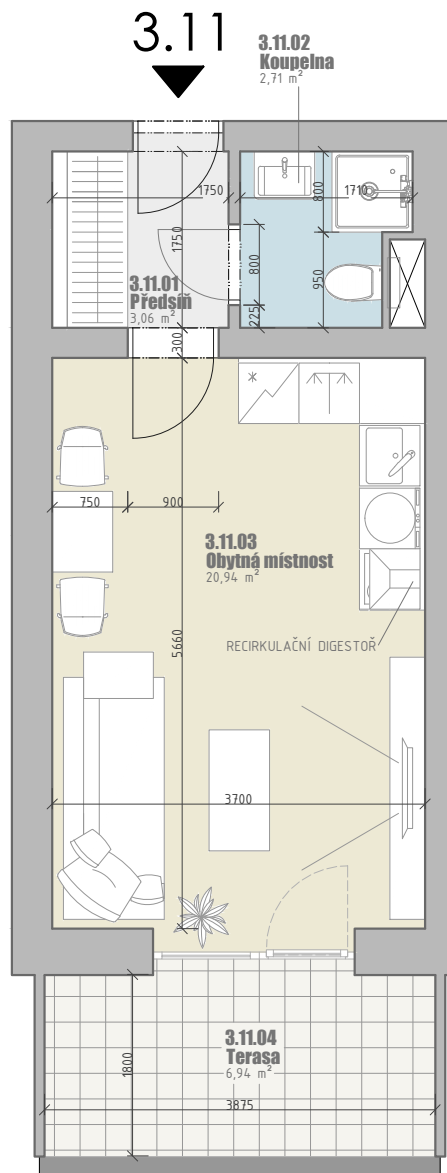 3.11
3.11.02
Koupelna
2,71 m²
1750
1710
800
1750
800
950
225
3.11.01
Předsíň
3,06 m²
300
750
900
3.11.03
Obytná místnost
20,94 m²
5660
RECIRKULAČNÍ DIGESTOŘ
3700
3.11.04
Terasa
6,94 m²
1800
3875